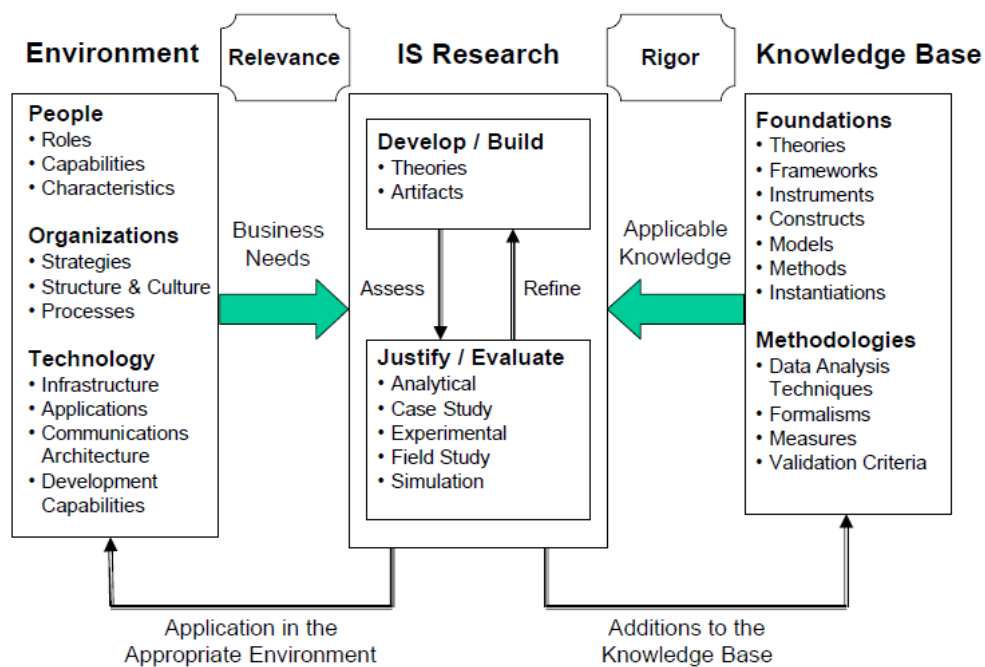 Environment
Relevance
IS Research
Rigor
Knowledge Base
People
• Roles
• Capabilities
• Characteristics
Organizations
• Strategies
• Structure & Culture
• Processes
Technology
• Infrastructure
• Applications
• Communications
Architecture
• Development
Capabilities
Business
Needs
Develop / Build
• Theories
• Artifacts
Assess
Refine
Justify / Evaluate
• Analytical
• Case Study
• Experimental
• Field Study
• Simulation
Applicable
Knowledge
Foundations
• Theories
• Frameworks
• Instruments
• Constructs
• Models
• Methods
• Instantiations
Methodologies
• Data Analysis
Techniques
• Formalisms
• Measures
• Validation Criteria
Application in the
Appropriate Environment
Additions to the
Knowledge Base